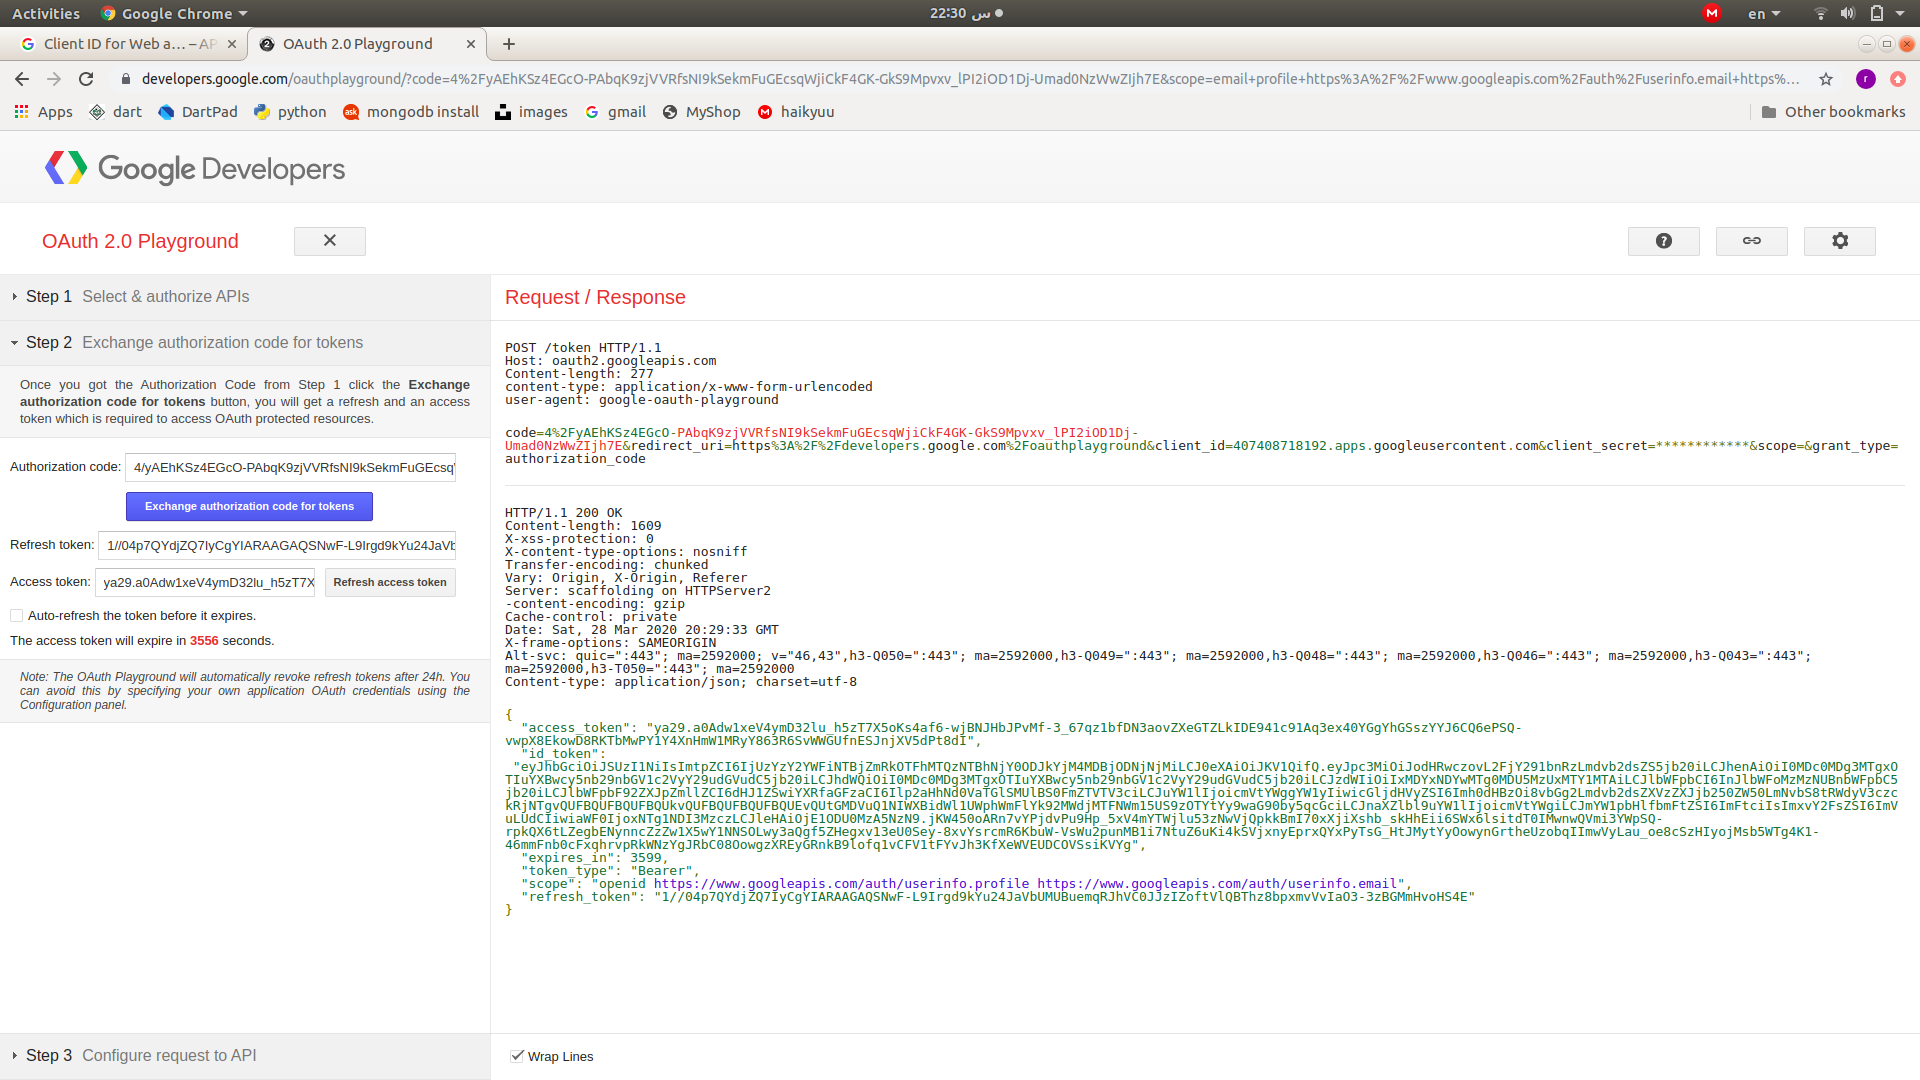 Activities
Google Chrome
22:30 س
en
Client ID for Web a… – AP
OAuth 2.0 Playground
developers.google.com/oauthplayground/?code=4%2FyAEhKSz4EGcO-PAbqK9zjVVRfsNI9kSekmFuGEcsqWjiCkF4GK-GkS9Mpvxv_lPI2iOD1Dj-Umad0NzWwZIjh7E&scope=email+profile+https%3A%2F%2Fwww.googleapis.com%2Fauth%2Fuserinfo.email+https%...
Apps
dart
DartPad
python
mongodb install
images
gmail
MyShop
haikyuu
Other bookmarks
Google Developers
OAuth 2.0 Playground
Step 1 Select & authorize APIs
Step 2 Exchange authorization code for tokens
Once you got the Authorization Code from Step 1 click the Exchange
authorization code for tokens button, you will get a refresh and an access
token which is required to access OAuth protected resources.
Authorization code:
4/yAEhKSz4EGcO-PAbqK9zjVVRfsNI9kSekmFuGEcsq
Exchange authorization code for tokens
Refresh token:
1//04p7QYdjZQ7IyCgYIARAAGAQSNwF-L9Irgd9kYu24JaVb
Access token:
ya29.a0Adw1xeV4ymD32lu_h5zT7X
Refresh access token
Auto-refresh the token before it expires.
The access token will expire in 3556 seconds.
Note: The OAuth Playground will automatically revoke refresh tokens after 24h. You
can avoid this by specifying your own application OAuth credentials using the
Configuration panel.
Step 3 Configure request to API
Request / Response
POST /token HTTP/1.1
Host: oauth2.googleapis.com
Content-length: 277
content-type: application/x-www-form-urlencoded
user-agent: google-oauth-playground
code=4%2FyAEhKSz4EGcO-PAbqK9zjVVRfsNI9kSekmFuGEcsqWjiCkF4GK-GkS9Mpvxv_lPI2iOD1Dj-
Umad0NzWwZIjh7E&redirect_uri=https%3A%2F%2Fdevelopers.google.com%2Foauthplayground&client_id=407408718192.apps.googleusercontent.com&client_secret=************&scope=&grant_type=
authorization_code
HTTP/1.1 200 OK
Content-length: 1609
X-xss-protection: 0
X-content-type-options: nosniff
Transfer-encoding: chunked
Vary: Origin, X-Origin, Referer
Server: scaffolding on HTTPServer2
-content-encoding: gzip
Cache-control: private
Date: Sat, 28 Mar 2020 20:29:33 GMT
X-frame-options: SAMEORIGIN
Alt-svc: quic=":443"; ma=2592000; v="46,43",h3-Q050=":443"; ma=2592000,h3-Q049=":443"; ma=2592000,h3-Q048=":443"; ma=2592000,h3-Q046=":443"; ma=2592000,h3-Q043=":443";
ma=2592000,h3-T050=":443"; ma=2592000
Content-type: application/json; charset=utf-8
{
"access_token": "ya29.a0Adw1xeV4ymD32lu_h5zT7X5oKs4af6-wjBNJHbJPvMf-3_67qz1bfDN3aovZXeGTZLkIDE941c91Aq3ex40YGgYhGSszYYJ6CQ6ePSQ-
vwpX8EkowD8RKTbMwPY1Y4XnHmW1MRyY863R6SvWWGUfnESJnjXV5dPt8dI",
"id_token":
"expires_in": 3599,
"token_type": "Bearer",
"scope": "openid https://www.googleapis.com/auth/userinfo.profile https://www.googleapis.com/auth/userinfo.email",
"refresh_token": "1//04p7QYdjZQ7IyCgYIARAAGAQSNwF-L9Irgd9kYu24JaVbUMUBuemqRJhVC0JJzIZoftVlQBThz8bpxmvVvIaO3-3zBGMmHvoHS4E"
}
Wrap Lines